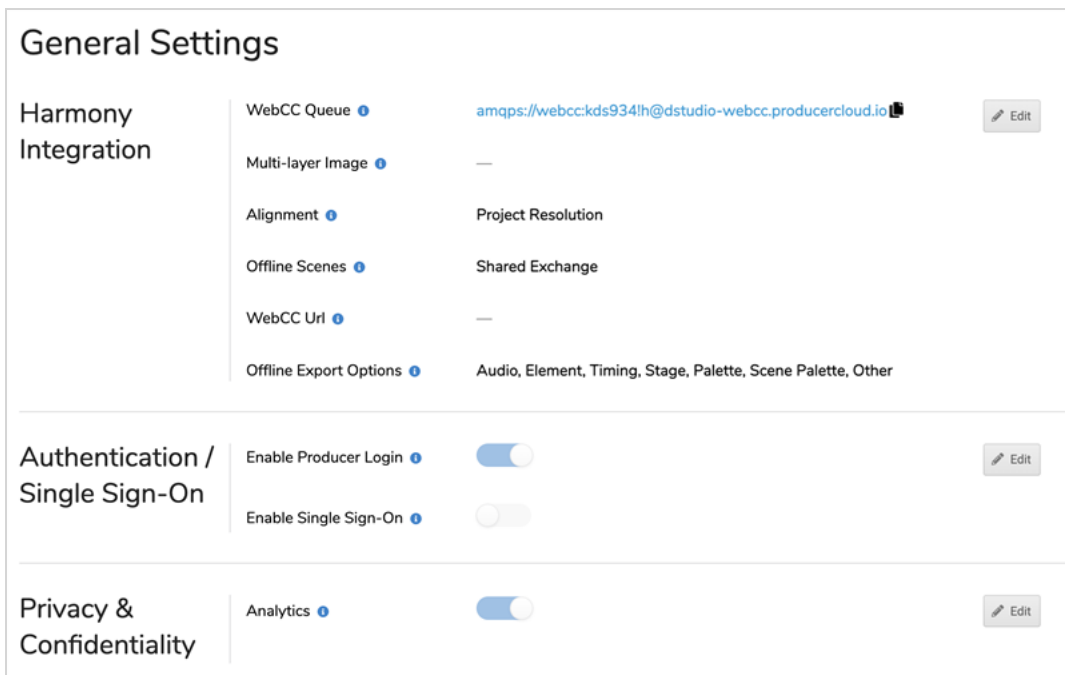 General Settings
Harmony Integration
WebCC Queue
amqps://webcc:kds934!h@dstudio-webcc.producercloud.io
Edit
Multi-layer Image
—
Alignment
Project Resolution
Offline Scenes
Shared Exchange
WebCC Url
—
Offline Export Options
Audio, Element, Timing, Stage, Palette, Scene Palette, Other
Authentication /
Single Sign-On
Enable Producer Login
Edit
Enable Single Sign-On
Privacy &
Confidentiality
Analytics
Edit